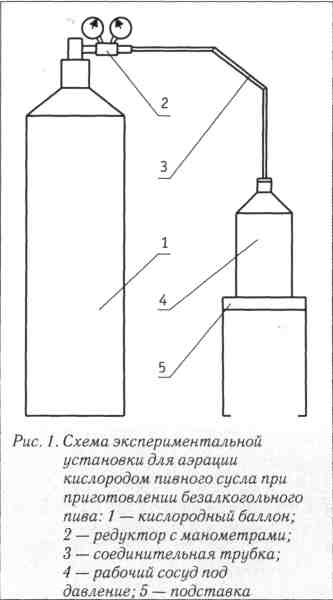 2
3
1
4
5
Рис. 1. Схема экспериментальной
установки для аэрации
кислородом пивного сусла при
приготовлении безалкогольного
пива: 1 — кислородный баллон;
2 — редуктор с манометрами;
3 — соединительная трубка;
4 — рабочий сосуд под
давление; 5 — подставка